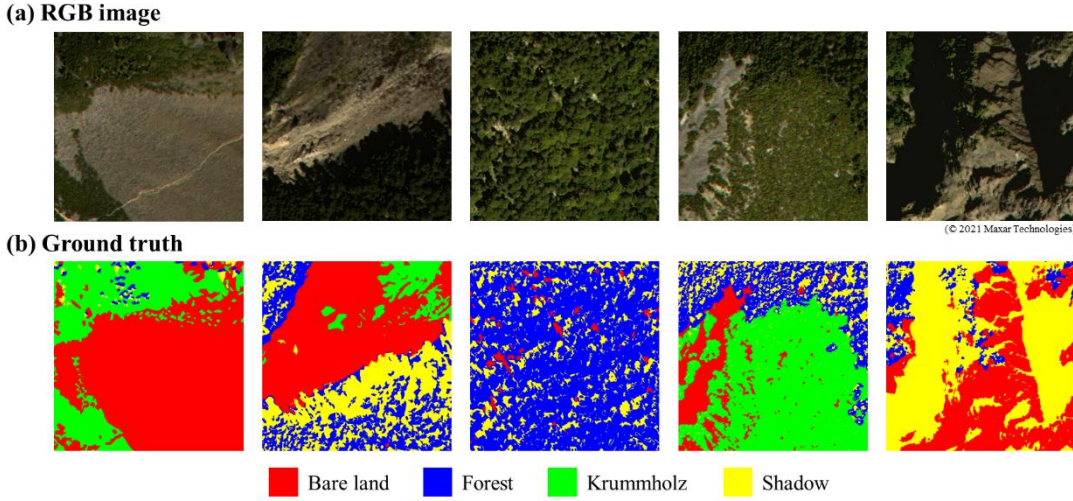 (a) RGB image
(© 2021 Maxar Technologies)
(b) Ground truth
Bare land
Forest
Krummholz
Shadow